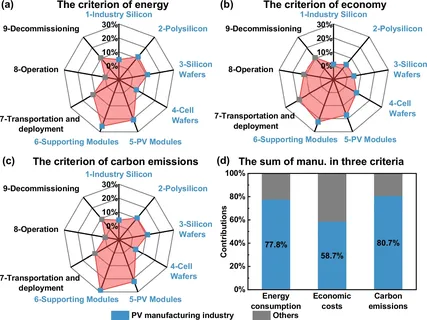 (a) The criterion of energy
1-Industry Silicon
9-Decommissioning
2-Polysilicon
30%
20%
10%
0%
8-Operation
3-Silicon
Wafers
4-Cell
Wafers
7-Transportation and
deployment
6-Supporting Modules
5-PV Modules
(b) The criterion of economy
1-Industry Silicon
9-Decommissioning
2-Polysilicon
30%
20%
10%
0%
8-Operation
3-Silicon
Wafers
4-Cell
Wafers
7-Transportation and
deployment
6-Supporting Modules
5-PV Modules
(c) The criterion of carbon emissions
1-Industry Silicon
9-Decommissioning
2-Polysilicon
30%
20%
10%
0%
8-Operation
3-Silicon
Wafers
4-Cell
Wafers
7-Transportation and
deployment
6-Supporting Modules
5-PV Modules
(d) The sum of manu. in three criteria
Contributions
100%
80%
60%
40%
20%
0%
77.8%
58.7%
80.7%
Energy
consumption
Economic
costs
Carbon
emissions
PV manufacturing industry
Others